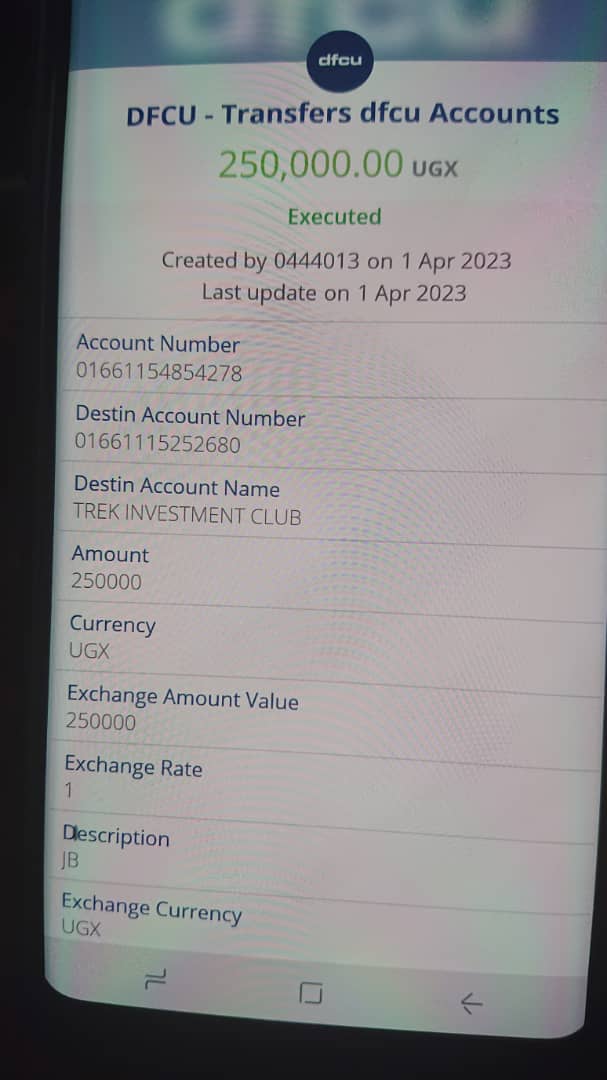 dfcu
DFCU - Transfers dfcu Accounts
250,000.00 UGX
Executed
Created by 0444013 on 1 Apr 2023
Last update on 1 Apr 2023
Account Number
01661154854278
Destin Account Number
01661115252680
Destin Account Name
TREK INVESTMENT CLUB
Amount
250000
Currency
UGX
Exchange Amount Value
250000
Exchange Rate
1
Description
JB
Exchange Currency
UGX